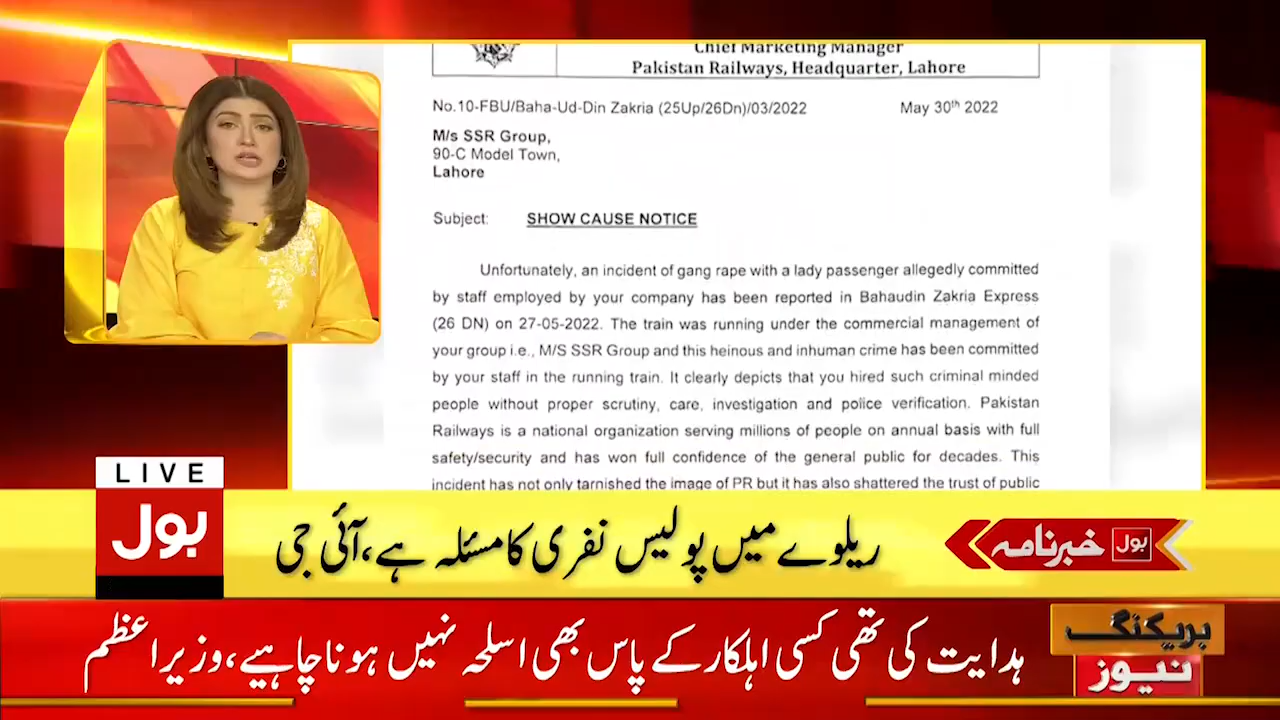 Chief Marketing Manager
Pakistan Railways, Headquarter, Lahore
No.10-FBU/Baha-Ud-Din Zakria (25Up/26Dn)/03/2022 May 30th 2022
M/s SSR Group,
90-C Model Town,
Lahore
Subject: SHOW CAUSE NOTICE
Unfortunately, an incident of gang rape with a lady passenger allegedly committed
by staff employed by your company has been reported in Bahaudin Zakria Express
(26 DN) on 27-05-2022. The train was running under the commercial management of
your group i.e., M/S SSR Group and this heinous and inhuman crime has been committed
by your staff in the running train. It clearly depicts that you hired such criminal minded
people without proper scrutiny, care, investigation and police verification. Pakistan
Railways is a national organization serving millions of people on annual basis with full
safety/security and has won full confidence of the general public for decades. This
incident has not only tarnished the image of PR but it has also shattered the trust of public
LIVE
بول
بول خبرنامہ
ریلوے میں پولیس نفری کا مسئلہ ہے، آئی جی
بریکنگ
نیوز
ہدایت کی تھی کسی اہلکار کے پاس بھی اسلحہ نہیں ہونا چاہیے، وزیراعظم